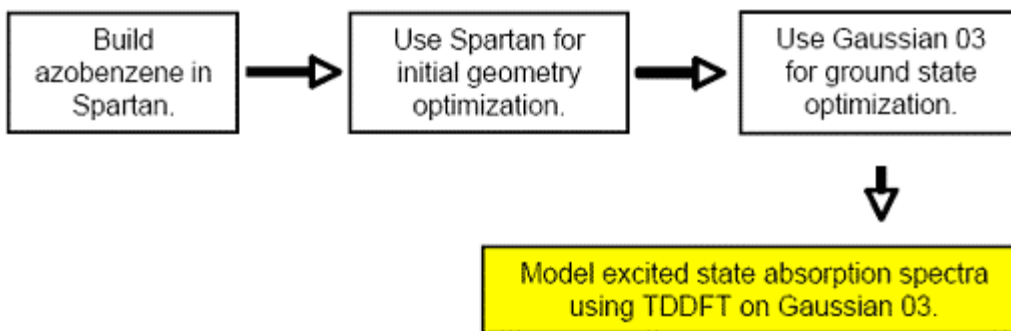 Build
azobenzene in
Spartan.
Use Spartan for
initial geometry
optimization.
Use Gaussian 03
for ground state
optimization.
Model excited state absorption spectra
using TDDFT on Gaussian 03.